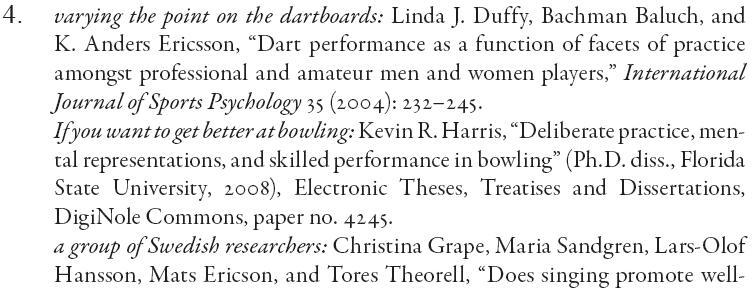 4. varying the point on the dartboards: Linda J. Duffy, Bachman Baluch, and
K. Anders Ericsson, “Dart performance as a function of facets of practice
amongst professional and amateur men and women players,” International
Journal of Sports Psychology 35 (2004): 232–245.
If you want to get better at bowling: Kevin R. Harris, “Deliberate practice, men-
tal representations, and skilled performance in bowling” (Ph.D. diss., Florida
State University, 2008), Electronic Theses, Treatises and Dissertations,
DigiNole Commons, paper no. 4245.
a group of Swedish researchers: Christina Grape, Maria Sandgren, Lars-Olof
Hansson, Mats Ericson, and Tores Theorell, “Does singing promote well-